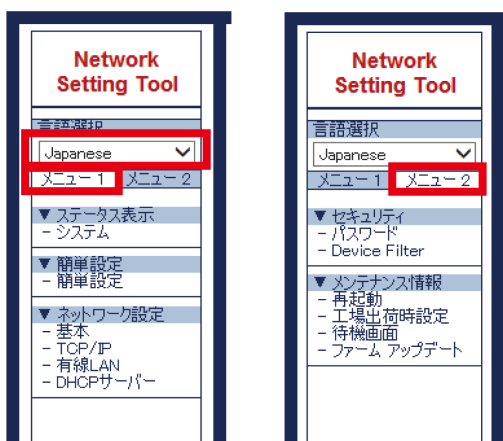 Network
Setting Tool
言語選択
Japanese
メニュー 1
メニュー 2
▼ ステータス表示
- システム
▼ 簡単設定
- 簡単設定
▼ ネットワーク設定
- 基本
- TCP/IP
- 有線LAN
- DHCPサーバー
Network
Setting Tool
言語選択
Japanese
メニュー 1
メニュー 2
▼ セキュリティ
- パスワード
- Device Filter
▼ メンテナンス情報
- 再起動
- 工場出荷時設定
- 待機画面
- ファーム アップデート